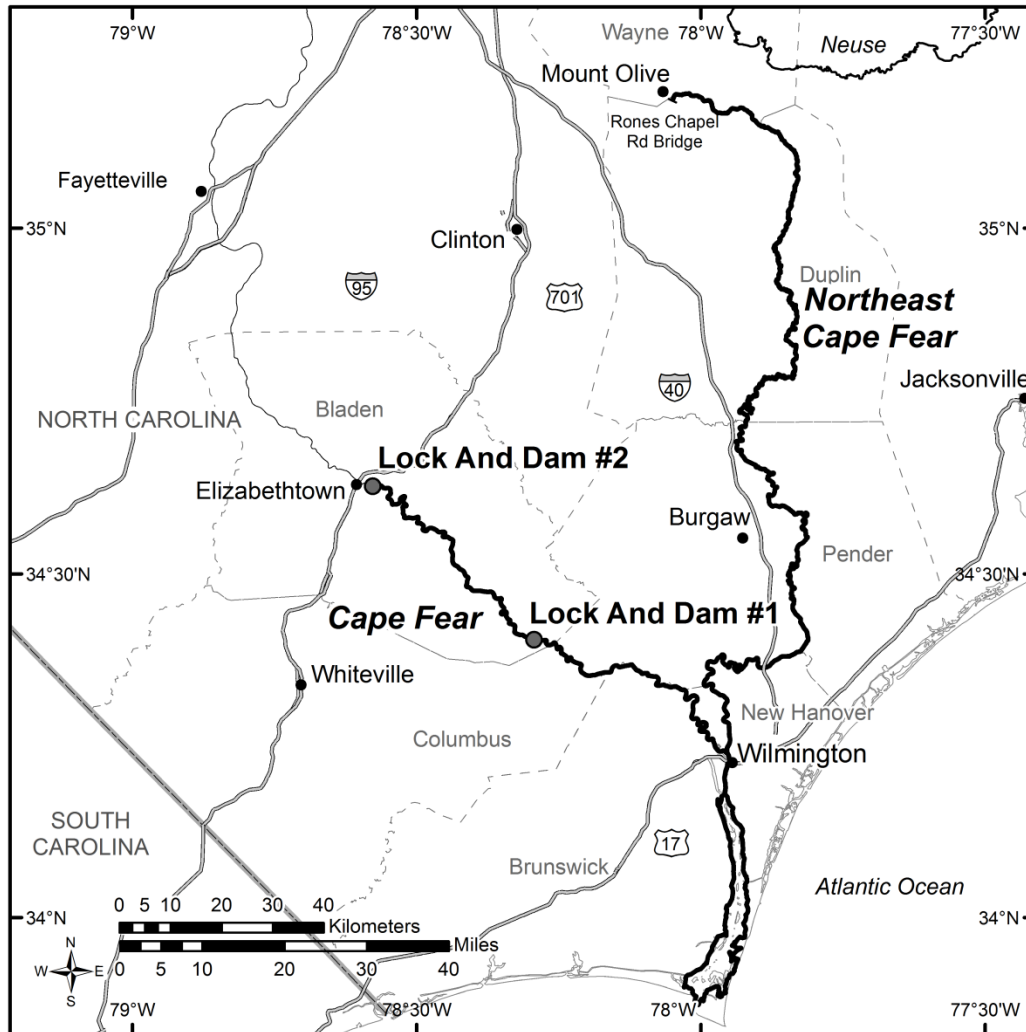 79°W
78°30'W
78°W
77°30'W
Wayne
Neuse
Mount Olive
Rones Chapel
Rd Bridge
Fayetteville
35°N
35°N
Clinton
95
701
Duplin
Northeast
Cape Fear
40
Jacksonville
NORTH CAROLINA
Bladen
Lock And Dam #2
Elizabethtown
Burgaw
Pender
34°30'N
34°30'N
Cape Fear
Lock And Dam #1
Whiteville
New Hanover
Columbus
Wilmington
SOUTH
CAROLINA
17
Brunswick
Atlantic Ocean
34°N
34°N
0 5 10 20 30 40
Kilometers
Miles
0 5 10 20 30 40
N
W E
S
79°W
78°30'W
78°W
77°30'W